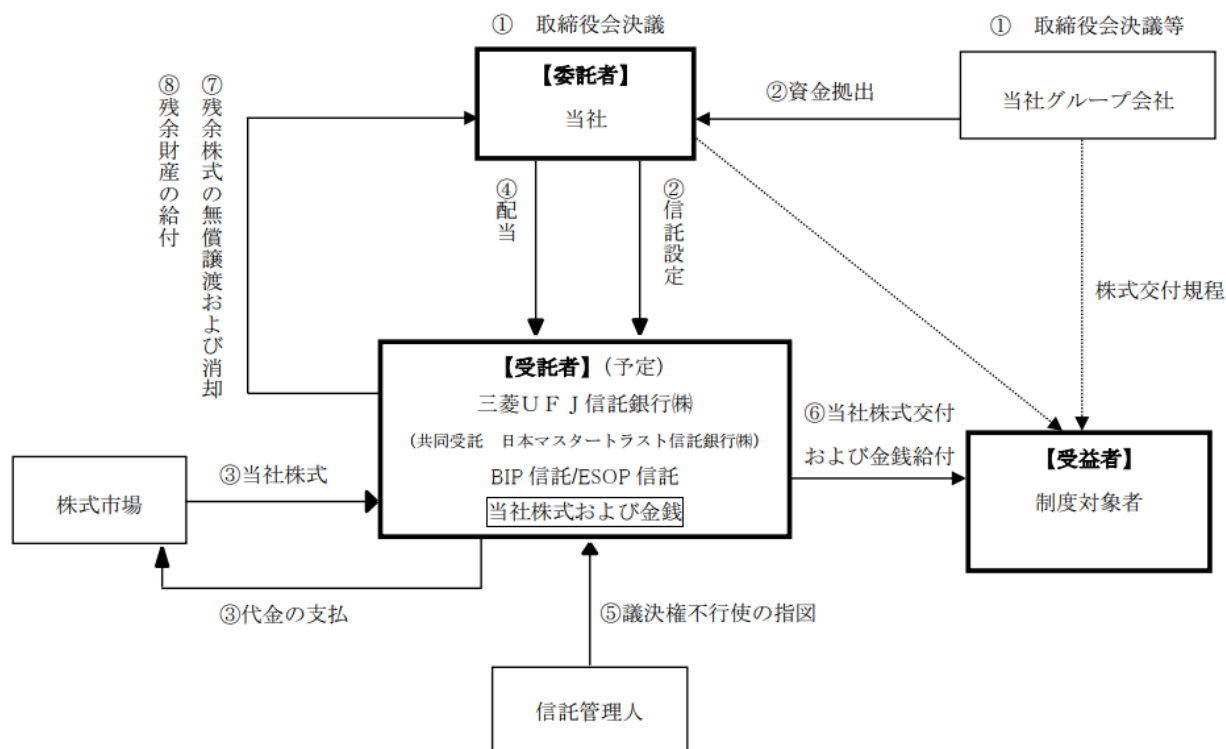 ① 取締役会決議
① 取締役会決議等
【委託者】
当社
②資金拠出
当社グループ会社
⑧残余財産の給付
⑦残余株式の無償譲渡および消却
④配当
②信託設定
株式交付規程
【受託者】(予定)
三菱UFJ信託銀行㈱
(共同受託 日本マスタートラスト信託銀行㈱)
BIP 信託/ESOP 信託
当社株式および金銭
⑥当社株式交付
および金銭給付
【受益者】
制度対象者
株式市場
③当社株式
③代金の支払
⑤議決権不行使の指図
信託管理人